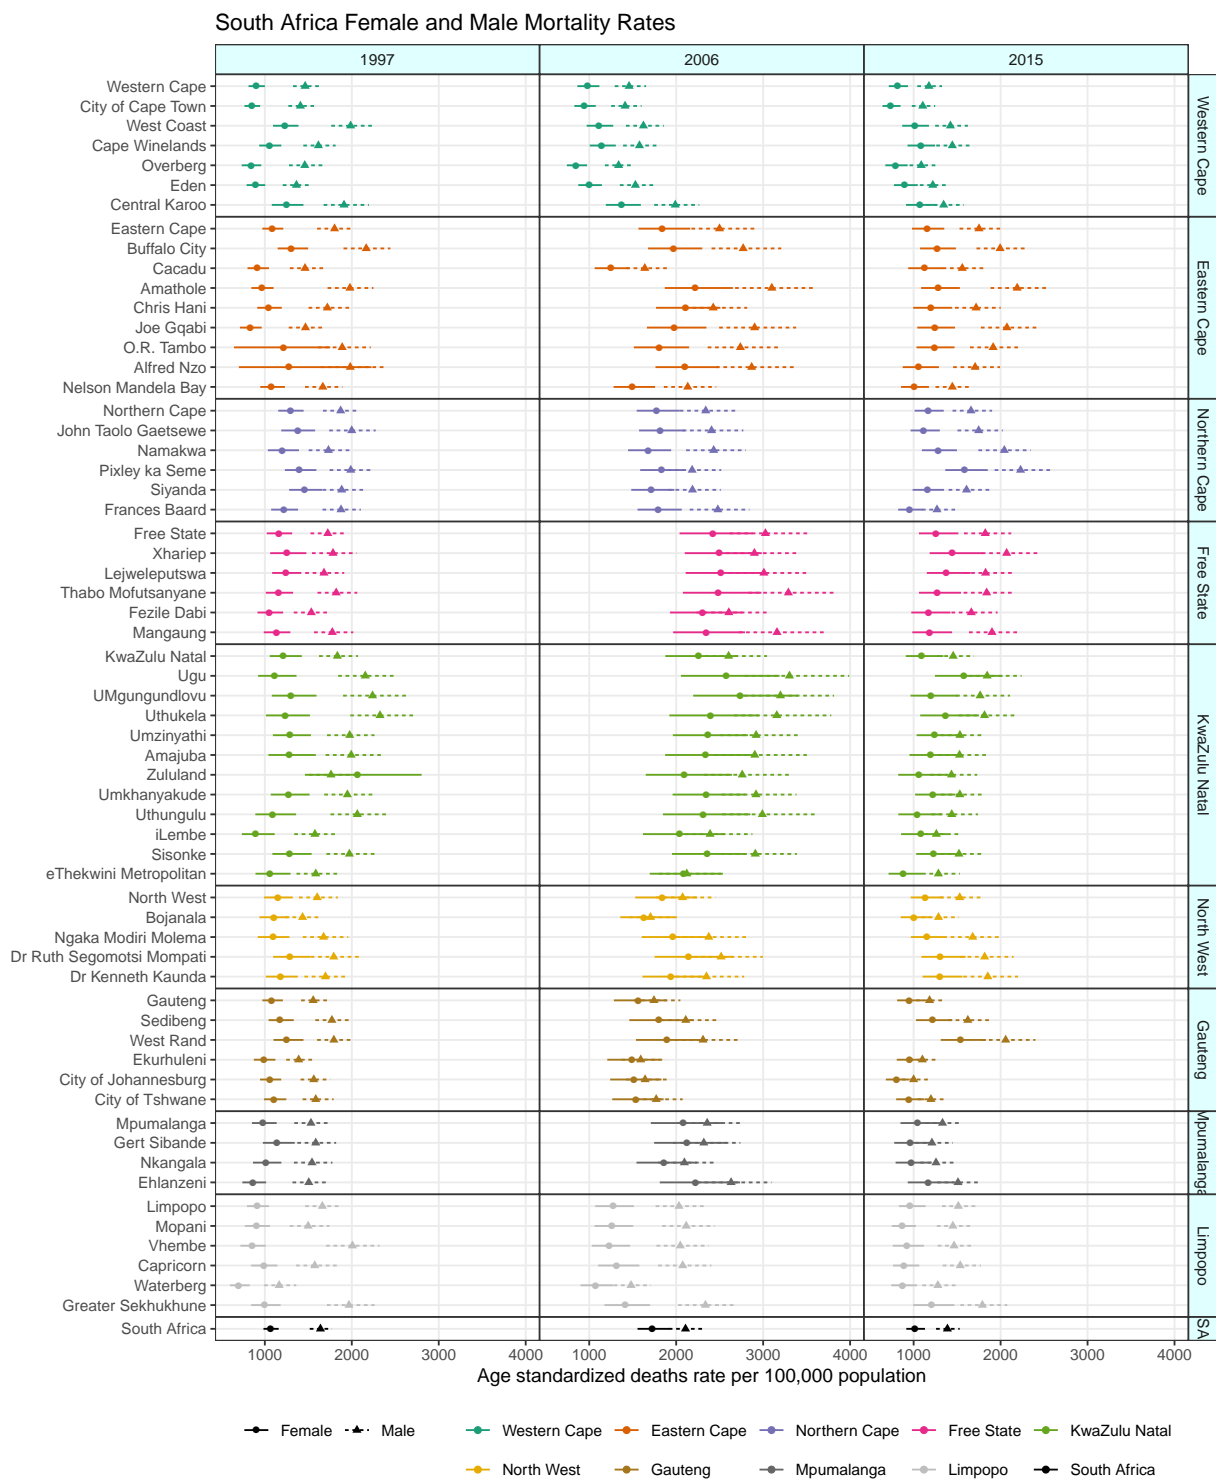 South Africa Female and Male Mortality Rates
1997
2006
2015
Western Cape
City of Cape Town
West Coast
Cape Winelands
Overberg
Eden
Central Karoo
Western Cape
Eastern Cape
Buffalo City
Cacadu
Amathole
Chris Hani
Joe Gqabi
O.R. Tambo
Alfred Nzo
Nelson Mandela Bay
Eastern Cape
Northern Cape
John Taolo Gaetsewe
Namakwa
Pixley ka Seme
Siyanda
Frances Baard
Northern Cape
Free State
Xhariep
Lejweleputswa
Thabo Mofutsanyane
Fezile Dabi
Mangaung
Free State
KwaZulu Natal
Ugu
UMgungundlovu
Uthukela
Umzinyathi
Amajuba
Zululand
Umkhanyakude
Uthungulu
iLembe
Sisonke
eThekwini Metropolitan
KwaZulu Natal
North West
Bojanala
Ngaka Modiri Molema
Dr Ruth Segomotsi Mompati
Dr Kenneth Kaunda
North West
Gauteng
Sedibeng
West Rand
Ekurhuleni
City of Johannesburg
City of Tshwane
Gauteng
Mpumalanga
Gert Sibande
Nkangala
Ehlanzeni
Mpumalanga
Limpopo
Mopani
Vhembe
Capricorn
Waterberg
Greater Sekhukhune
Limpopo
South Africa
SA
1000 2000 3000 4000 1000 2000 3000 4000 1000 2000 3000 4000
Age standardized deaths rate per 100,000 population
Female Male Western Cape Eastern Cape Northern Cape Free State KwaZulu Natal
North West Gauteng Mpumalanga Limpopo South Africa